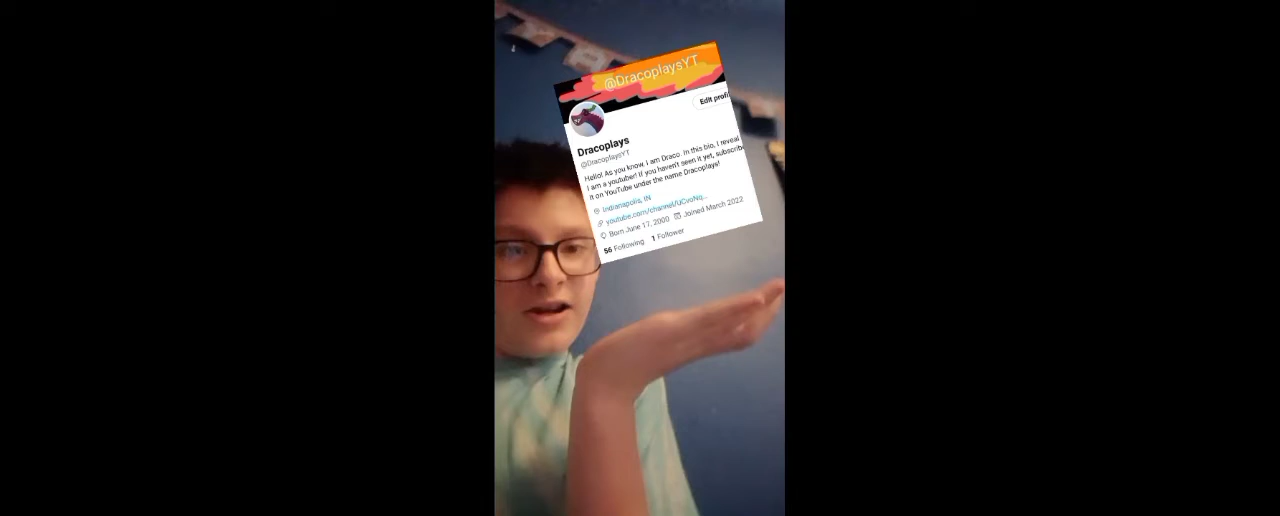 @DracoplaysYT
Edit profi
Dracoplays
@DracoplaysYT
Hello! As you know, I am Draco. In this bio, I reveal
I am a youtuber! If you haven't seen it yet, subscribe
it on YouTube under the name Dracoplays!
Indianapolis, IN
youtube.com/channel/UCvoNq...
Born June 17, 2000 Joined March 2022
56 Following 1 Follower